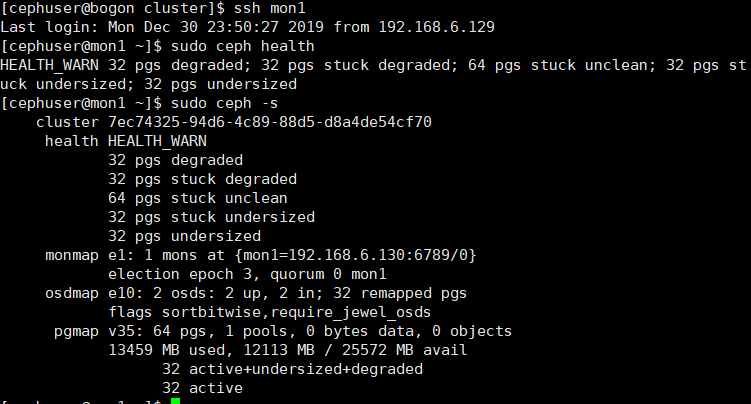 [cephuser@bogon cluster]$ ssh mon1
Last login: Mon Dec 30 23:50:27 2019 from 192.168.6.129
[cephuser@mon1 ~]$ sudo ceph health
HEALTH_WARN 32 pgs degraded; 32 pgs stuck degraded; 64 pgs stuck unclean; 32 pgs st
uck undersized; 32 pgs undersized
[cephuser@mon1 ~]$ sudo ceph -s
    cluster 7ec74325-94d6-4c89-88d5-d8a4de54cf70
     health HEALTH_WARN
            32 pgs degraded
            32 pgs stuck degraded
            64 pgs stuck unclean
            32 pgs stuck undersized
            32 pgs undersized
     monmap e1: 1 mons at {mon1=192.168.6.130:6789/0}
            election epoch 3, quorum 0 mon1
     osdmap e10: 2 osds: 2 up, 2 in; 32 remapped pgs
            flags sortbitwise,require_jewel_osds
      pgmap v35: 64 pgs, 1 pools, 0 bytes data, 0 objects
            13459 MB used, 12113 MB / 25572 MB avail
                  32 active+undersized+degraded
                  32 active
[cephuser@mon1 ~]$